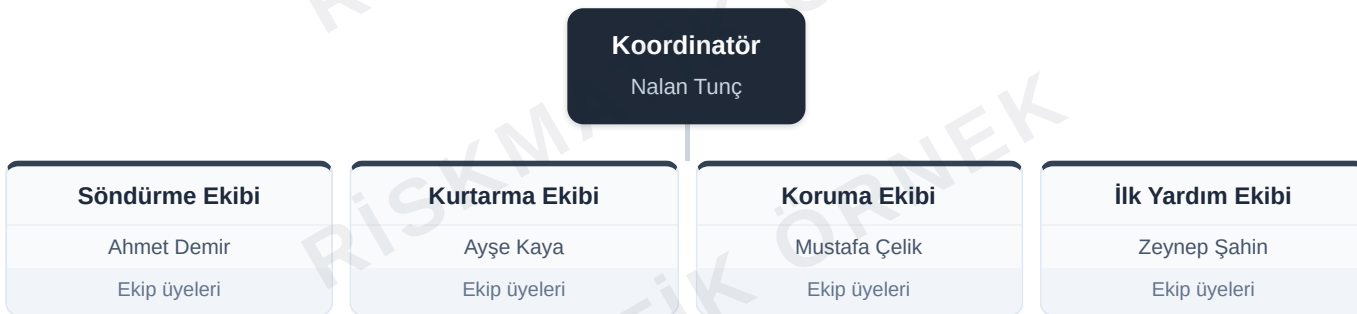 Koordinatör
Nalan Tunç
Söndürme Ekibi
Ahmet Demir
Ekip üyeleri
Kurtarma Ekibi
Ayşe Kaya
Ekip üyeleri
Koruma Ekibi
Mustafa Çelik
Ekip üyeleri
İlk Yardım Ekibi
Zeynep Şahin
Ekip üyeleri
ÖRNEK